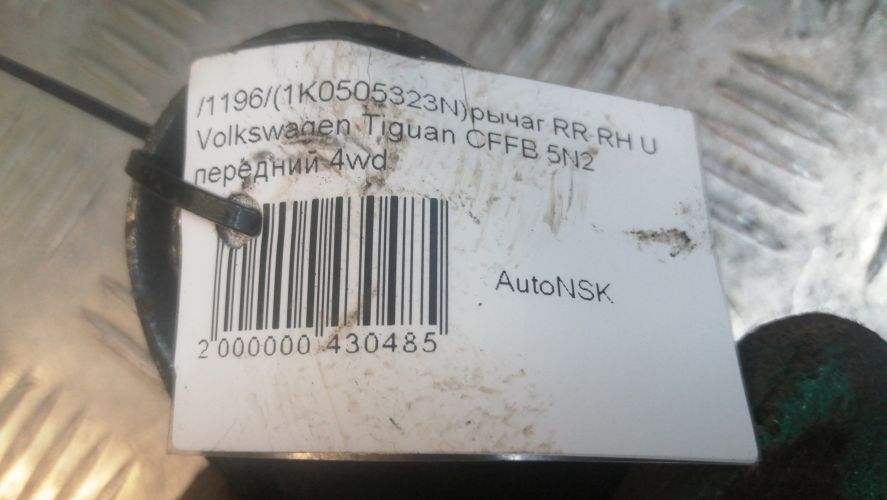 /1196/(1K0505323N)рычаг RR-RH U
Volkswagen Tiguan CFFB 5N2
передний 4wd
AutoNSK
2 000000 430485